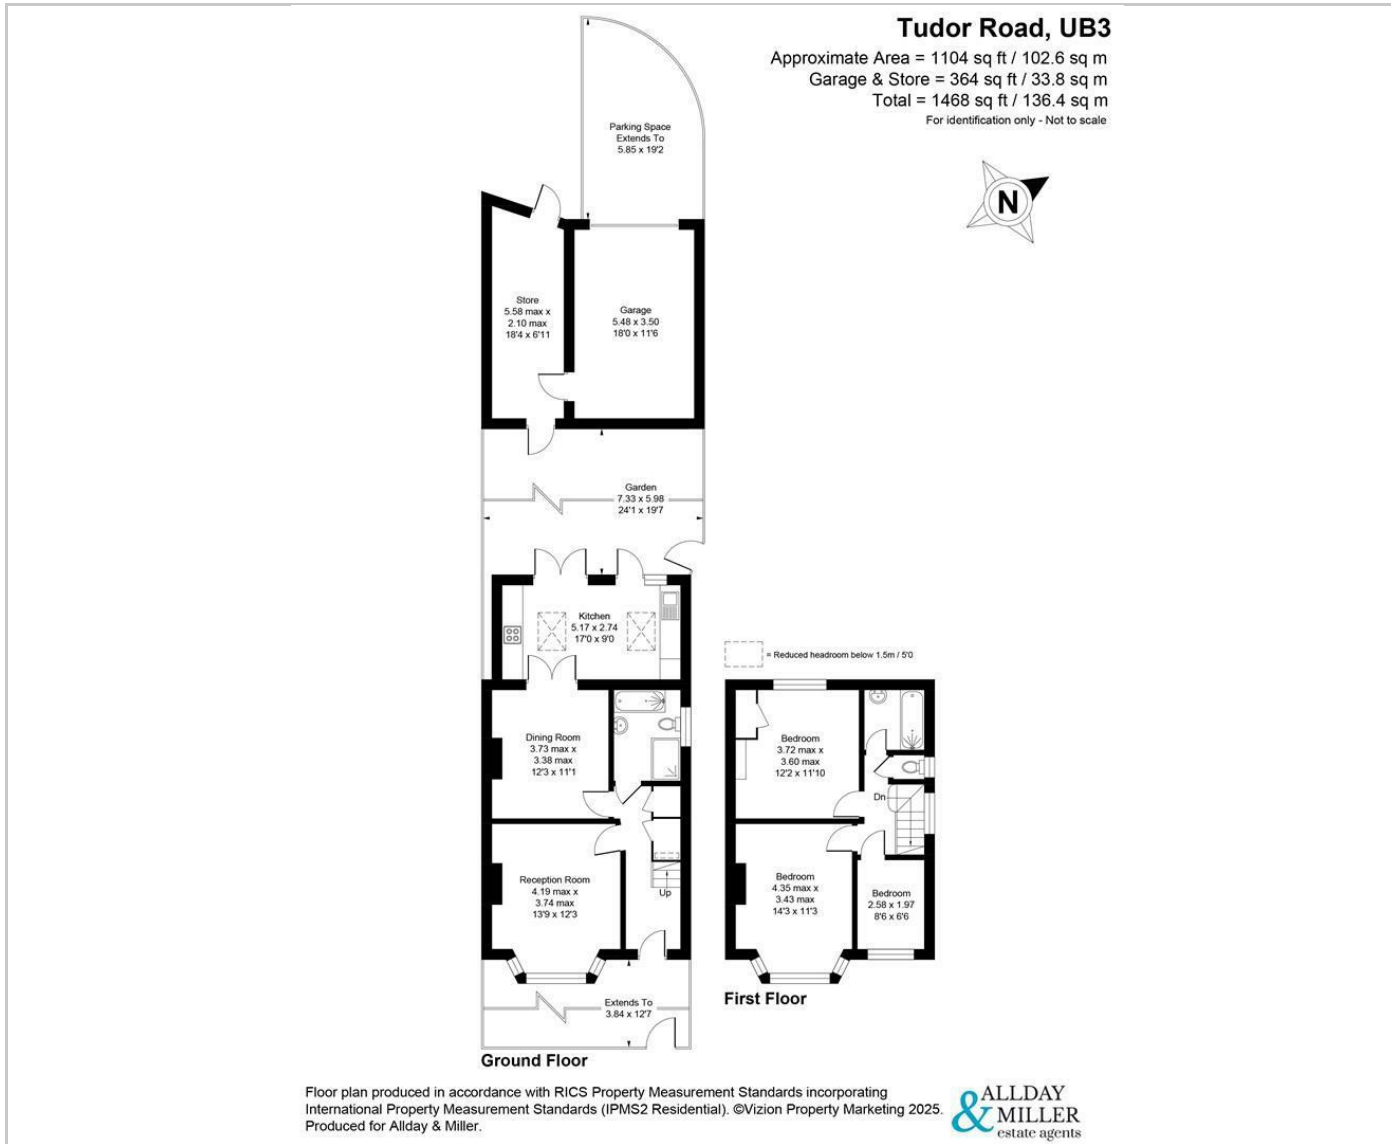 Tudor Road, UB3
Approximate Area = 1104 sq ft / 102.6 sq m
Garage & Store = 364 sq ft / 33.8 sq m
Total = 1468 sq ft / 136.4 sq m
For identification only - Not to scale
N
Parking Space
Extends To
5.85 x 19'2
Store
5.58 max x
2.10 max
18'4 x 6'11
Garage
5.48 x 3.50
18'0 x 11'6
Garden
7.33 x 5.98
24'1 x 19'7
Kitchen
5.17 x 2.74
17'0 x 9'0
= Reduced headroom below 1.5m / 5'0
Dining Room
3.73 max x
3.38 max
12'3 x 11'1
Reception Room
4.19 max x
3.74 max
13'9 x 12'3
Up
Extends To
3.84 x 12'7
Ground Floor
Bedroom
3.72 max x
3.60 max
12'2 x 11'10
Dn
Bedroom
4.35 max x
3.43 max
14'3 x 11'3
Bedroom
2.58 x 1.97
8'6 x 6'6
First Floor
Floor plan produced in accordance with RICS Property Measurement Standards incorporating
International Property Measurement Standards (IPMS2 Residential). ©Vizion Property Marketing 2025.
Produced for Allday & Miller.
ALLDAY
& MILLER
estate agents